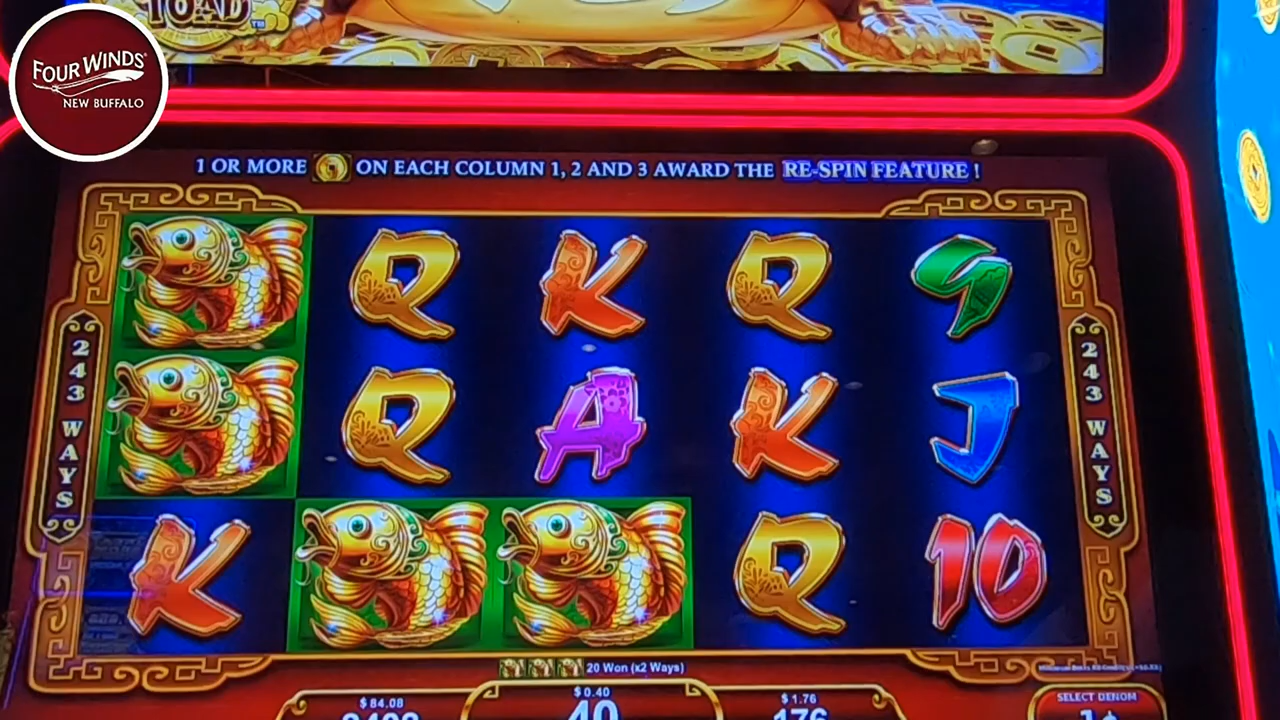 TOAD
FOUR WINDS®
NEW BUFFALO
1 OR MORE ON EACH COLUMN 1, 2 AND 3 AWARD THE RE-SPIN FEATURE !
243 WAYS
Q K Q 9
Q A K J
K Q 10
243 WAYS
20 Won (x2 Ways)
$84.08
$0.40
$1.76
SELECT DENOM
40
176
1¢